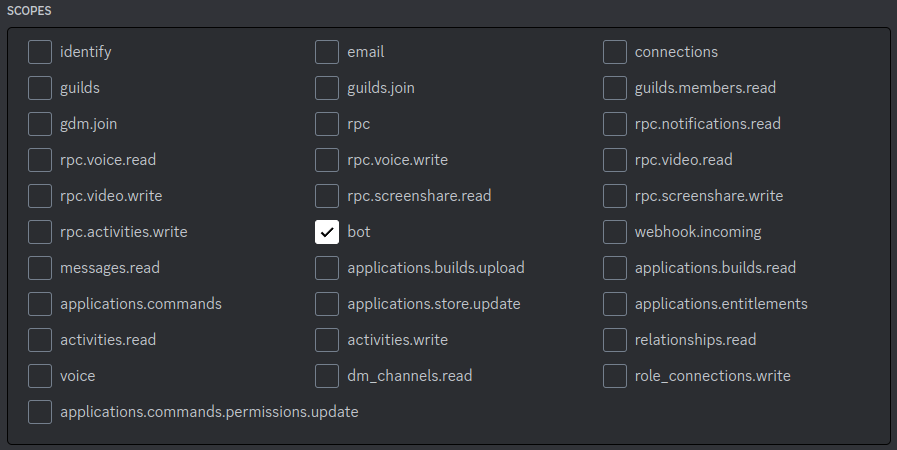 SCOPES
identify email connections
guilds guilds.join guilds.members.read
gdm.join rpc rpc.notifications.read
rpc.voice.read rpc.voice.write rpc.video.read
rpc.video.write rpc.screenshare.read rpc.screenshare.write
rpc.activities.write bot webhook.incoming
messages.read applications.builds.upload applications.builds.read
applications.commands applications.store.update applications.entitlements
activities.read activities.write relationships.read
voice dm_channels.read role_connections.write
applications.commands.permissions.update